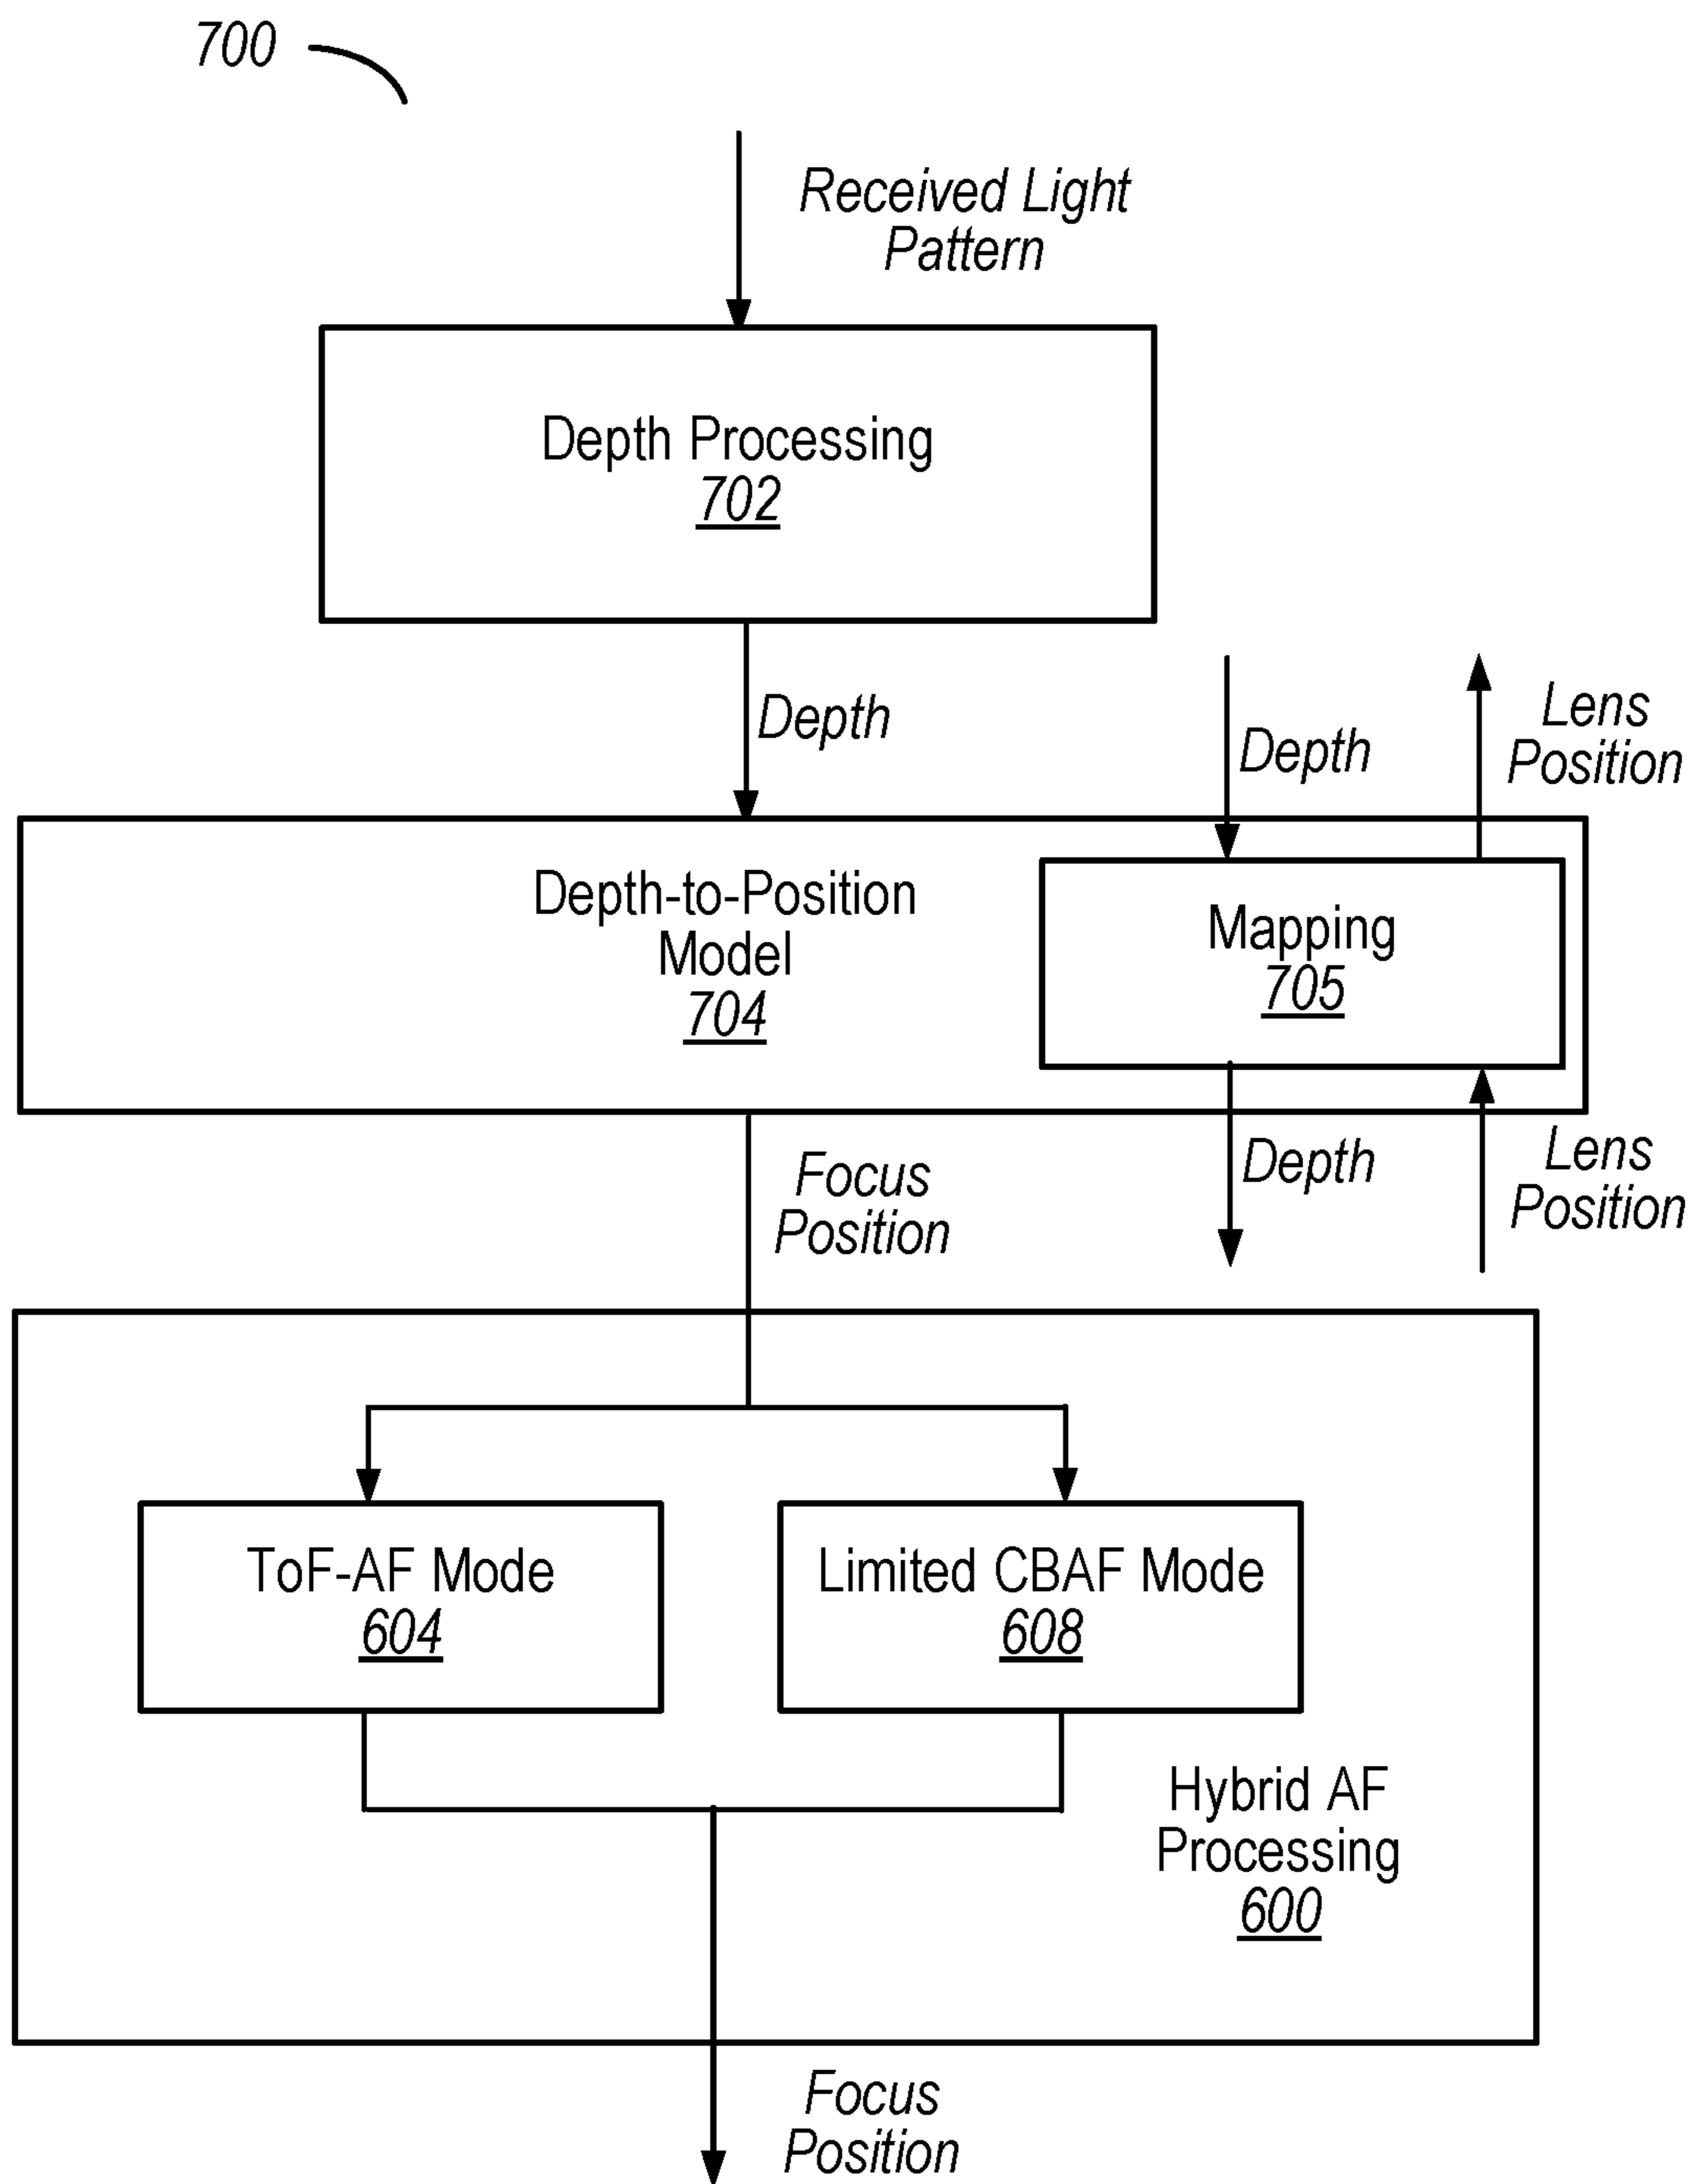 700
Received Light
Pattern
Depth Processing
702
Depth
Depth
Lens
Position
Depth-to-Position
Model
704
Mapping
705
Focus
Position
Depth
Lens
Position
ToF-AF Mode
604
Limited CBAF Mode
608
Hybrid AF
Processing
600
Focus
Position